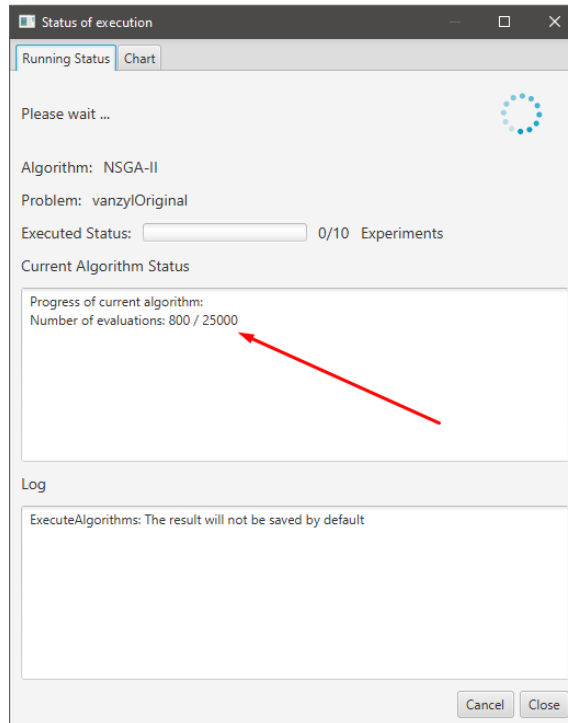 Status of execution
Running Status Chart
Please wait ...
Algorithm: NSGA-II
Problem: vanzylOriginal
Executed Status: 0/10 Experiments
Current Algorithm Status
Progress of current algorithm:
Number of evaluations: 800 / 25000
Log
ExecuteAlgorithms: The result will not be saved by default
Cancel Close